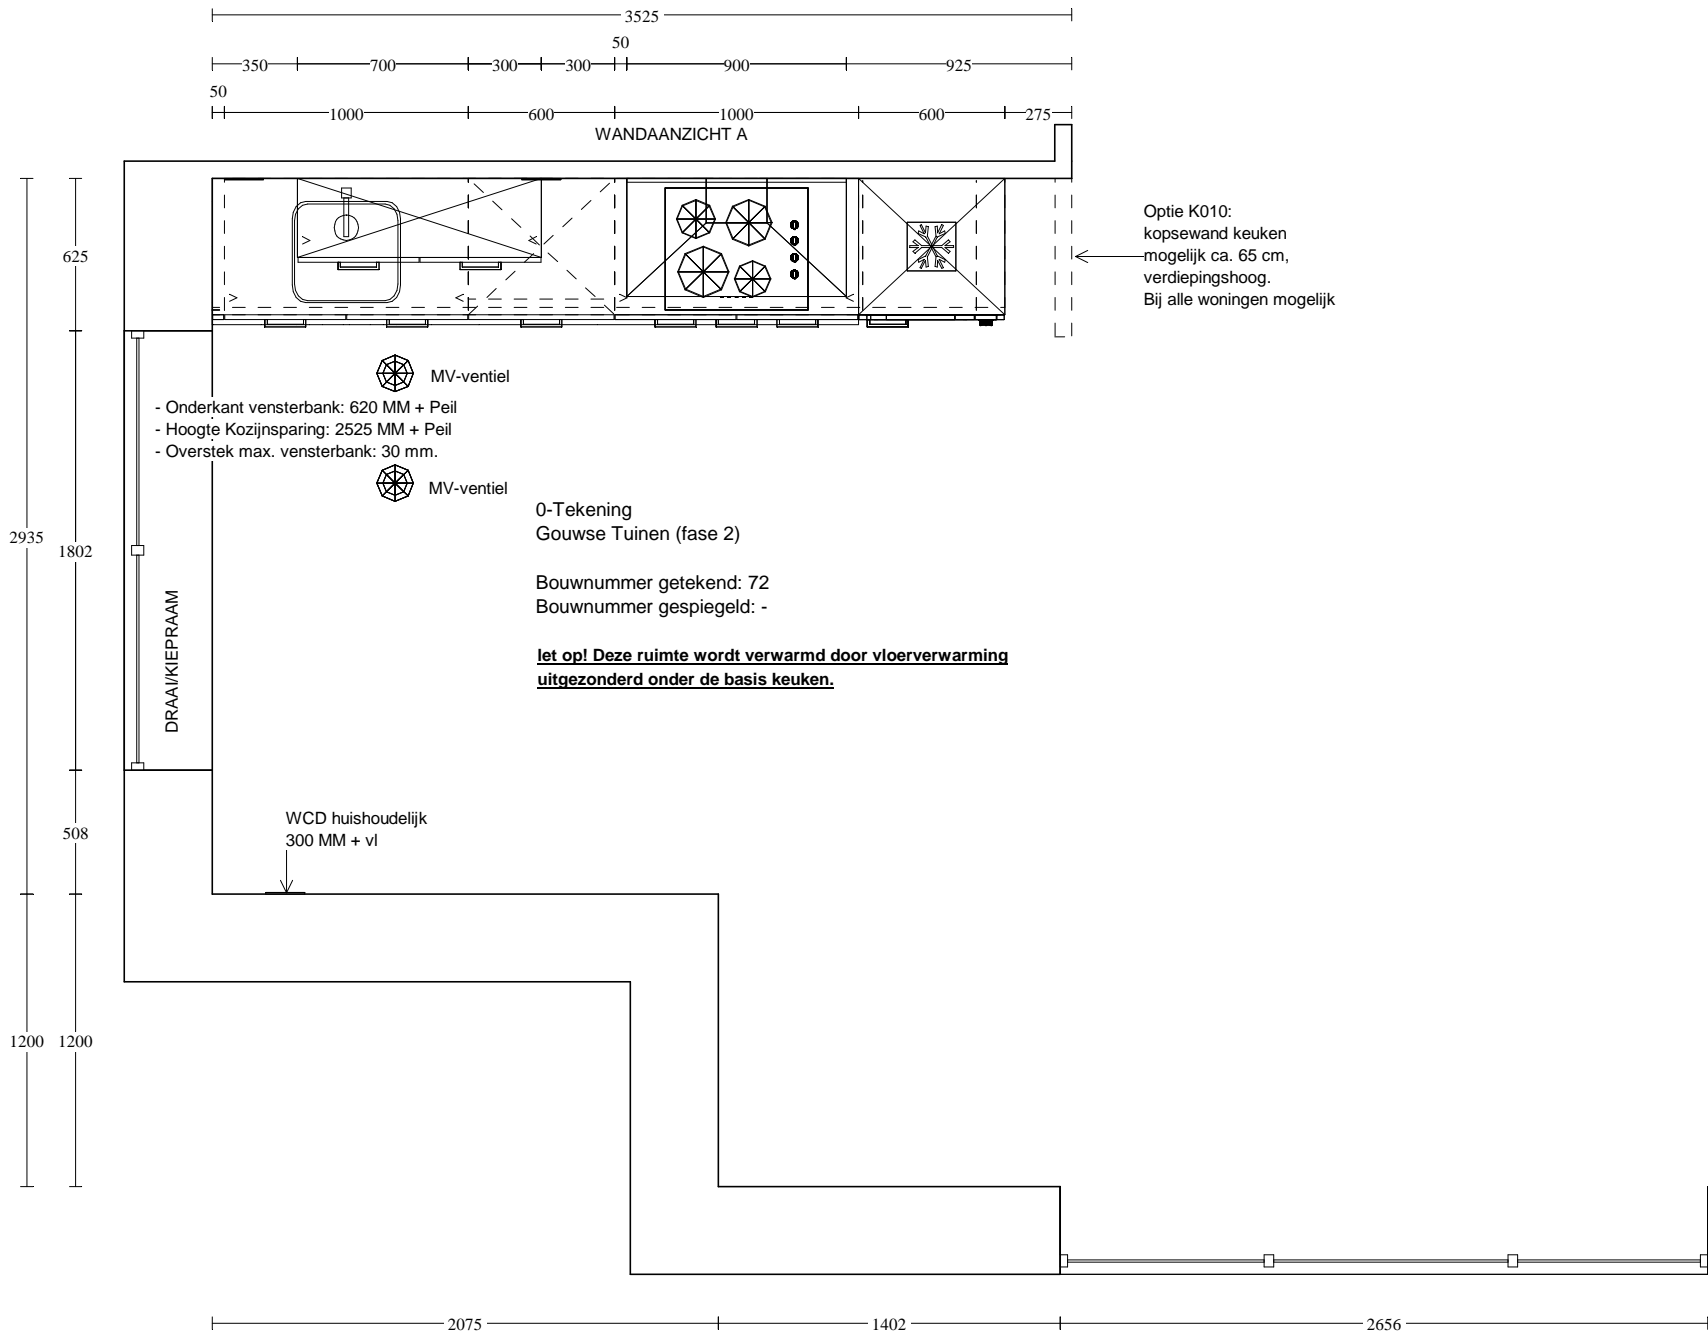 3525
50
350 700 300 300 900 925
50
1000 600 1000 600 275
WANDAANZICHT A
625
Optie K010:
kopsewand keuken
mogelijk ca. 65 cm,
verdiepingshoog.
Bij alle woningen mogelijk
MV-ventiel
- Onderkant vensterbank: 620 MM + Peil
- Hoogte Kozijnsparing: 2525 MM + Peil
- Overstek max. vensterbank: 30 mm.
MV-ventiel
0-Tekening
Gouwse Tuinen (fase 2)
2935 1802
Bouwnummer getekend: 72
Bouwnummer gespiegeld: -
DRAAI/KIEPRAAM
let op! Deze ruimte wordt verwarmd door vloerverwarming
uitgezonderd onder de basis keuken.
WCD huishoudelijk
300 MM + vl
508
1200 1200
2075 1402 2656